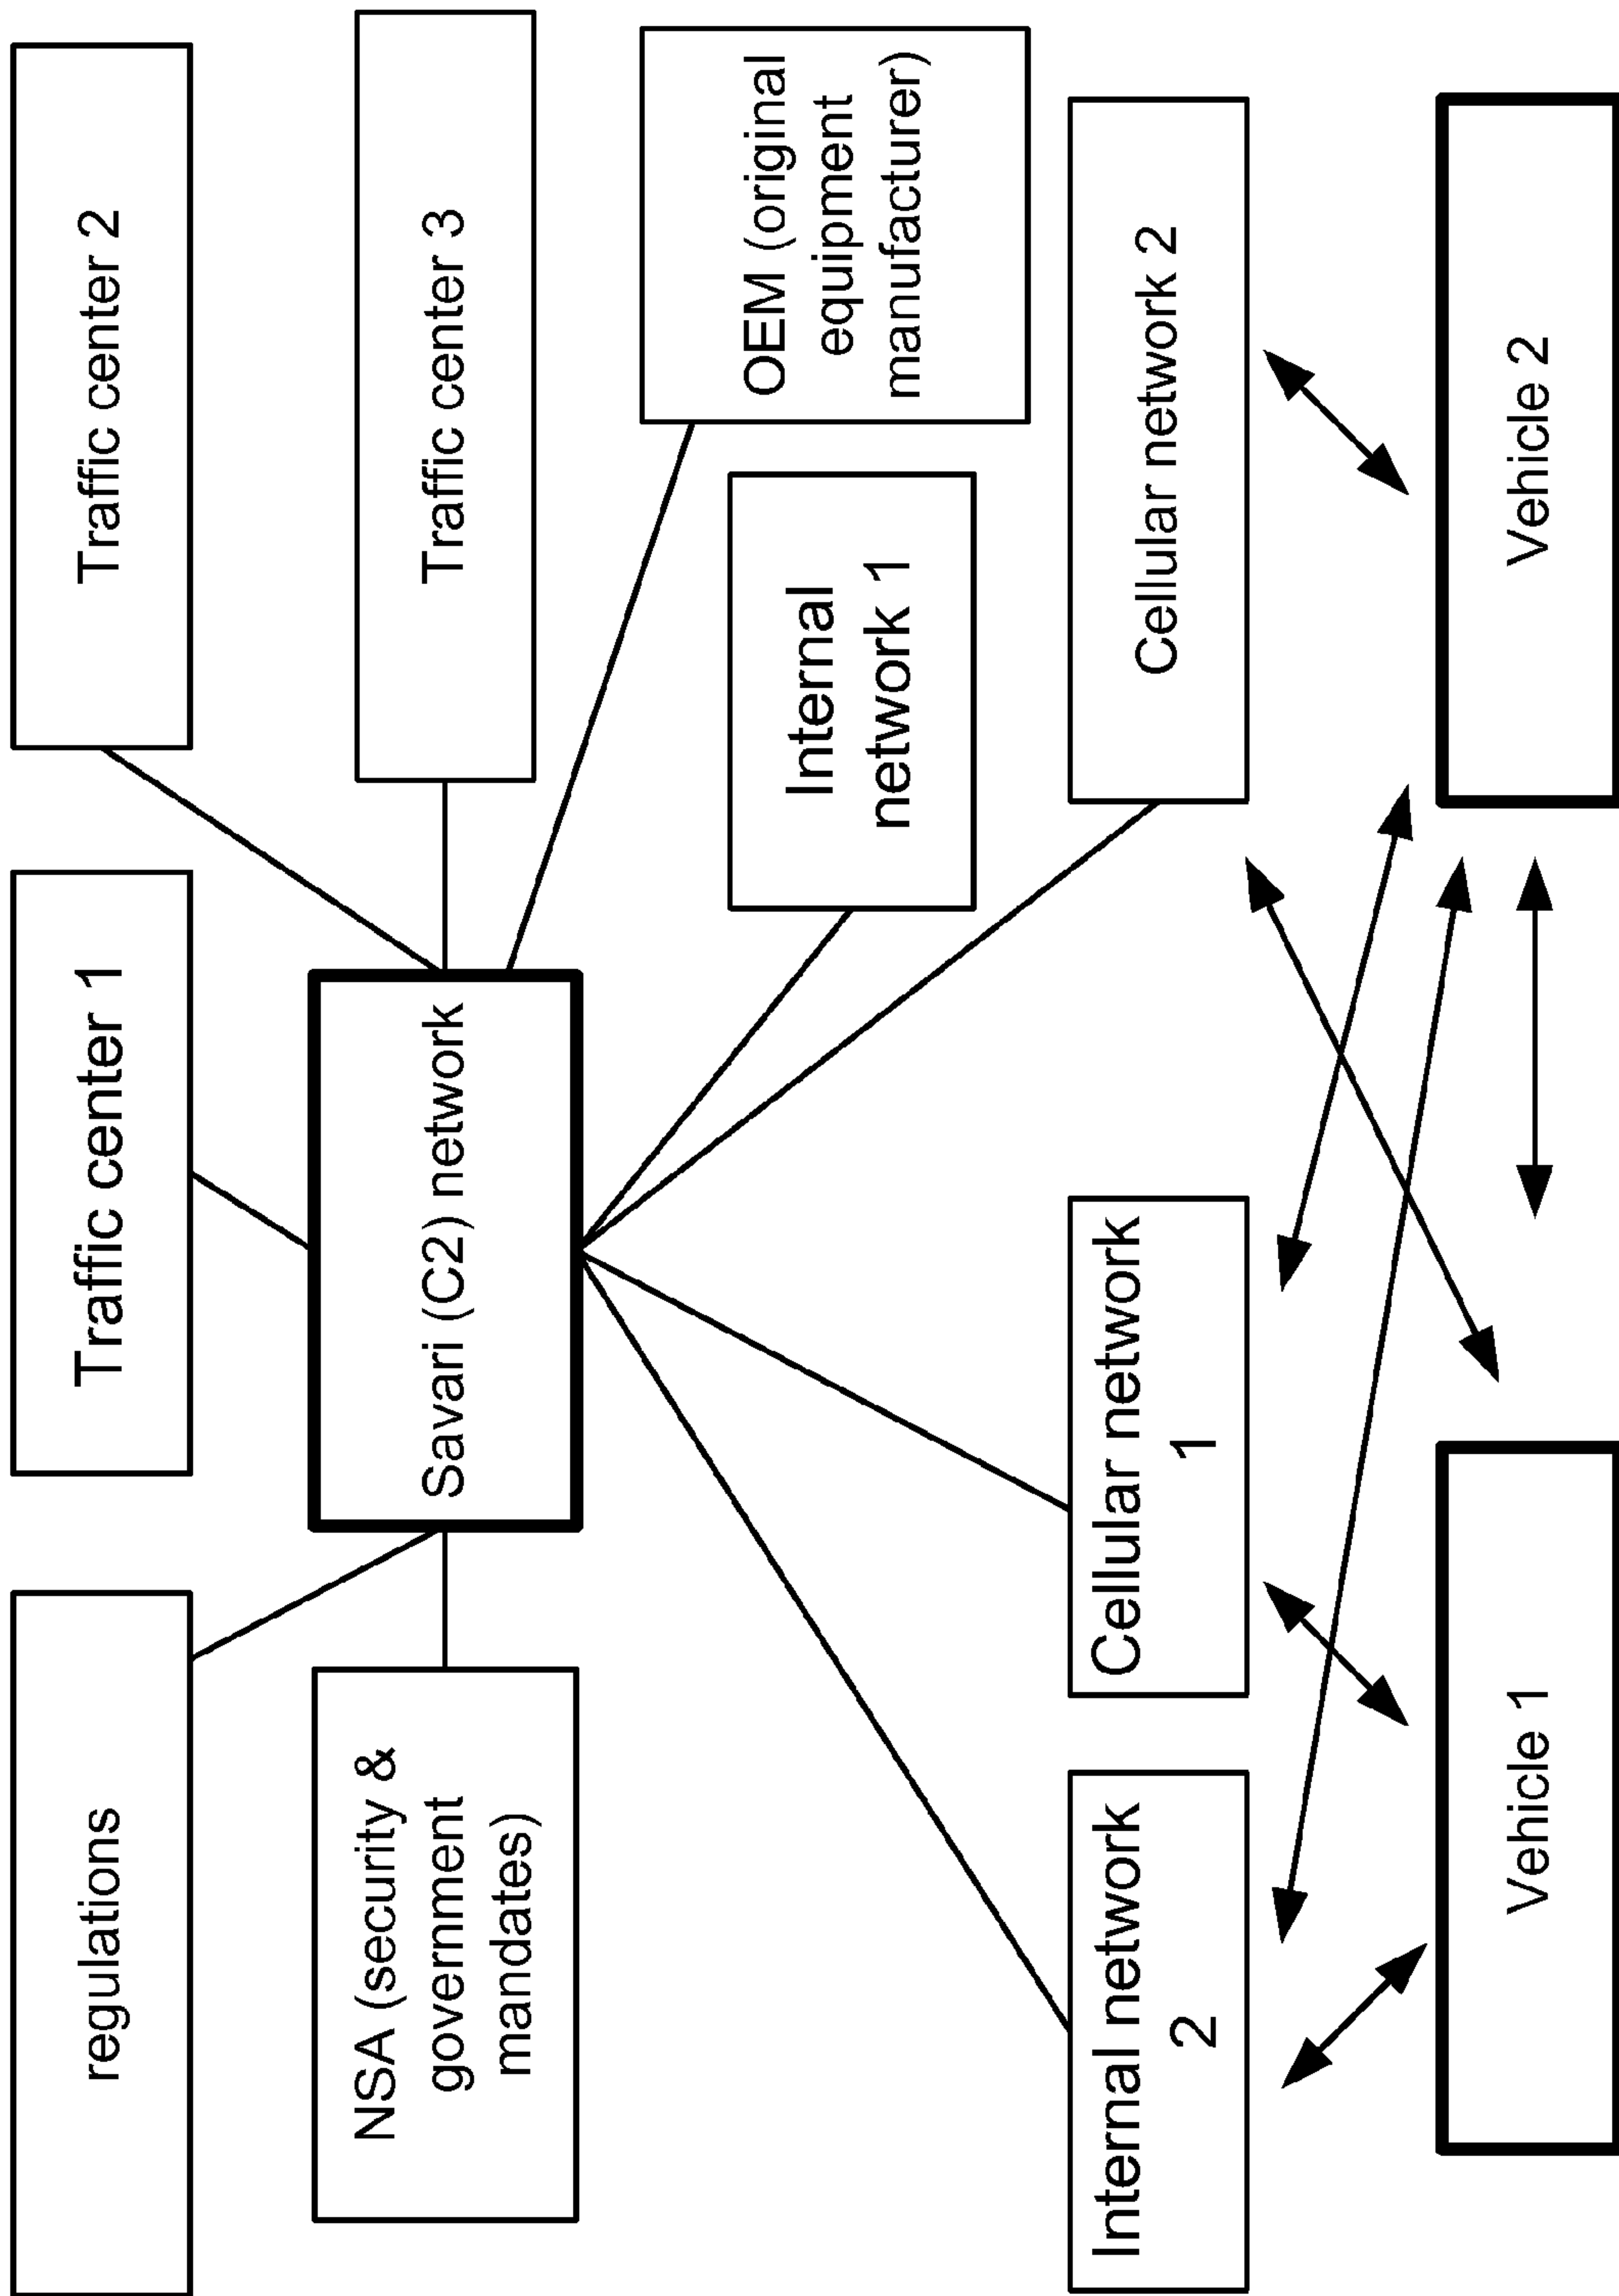 regulations
Traffic center 1
Traffic center 2
NSA (security &
government
mandates)
Savari (C2) network
Traffic center 3
OEM (original
equipment
manufacturer)
Internal
network 1
Internal network
2
Cellular network
1
Cellular network 2
Vehicle 1
Vehicle 2